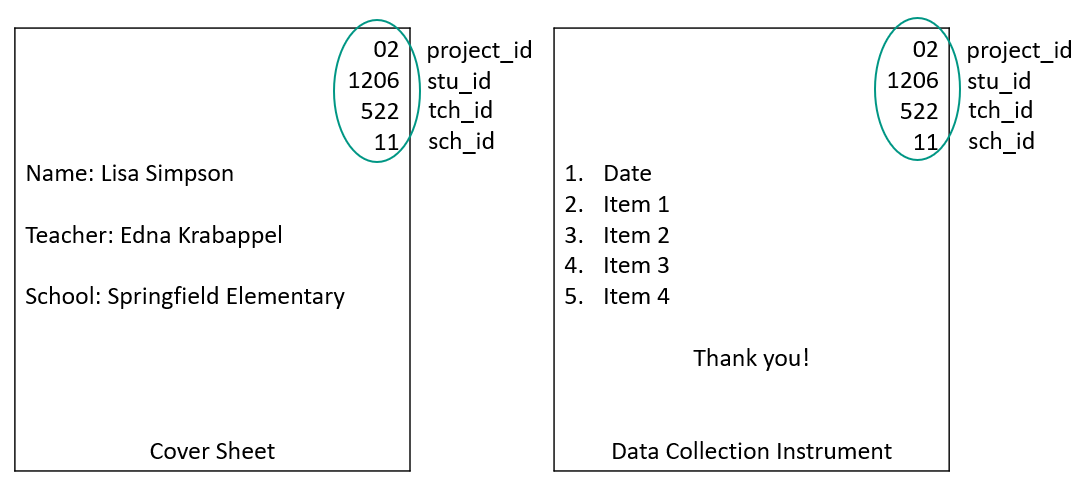 02 project_id
1206 stu_id
522 tch_id
11 sch_id
Name: Lisa Simpson
Teacher: Edna Krabappel
School: Springfield Elementary
Cover Sheet
02 project_id
1206 stu_id
522 tch_id
11 sch_id
1. Date
2. Item 1
3. Item 2
4. Item 3
5. Item 4
Thank you!
Data Collection Instrument